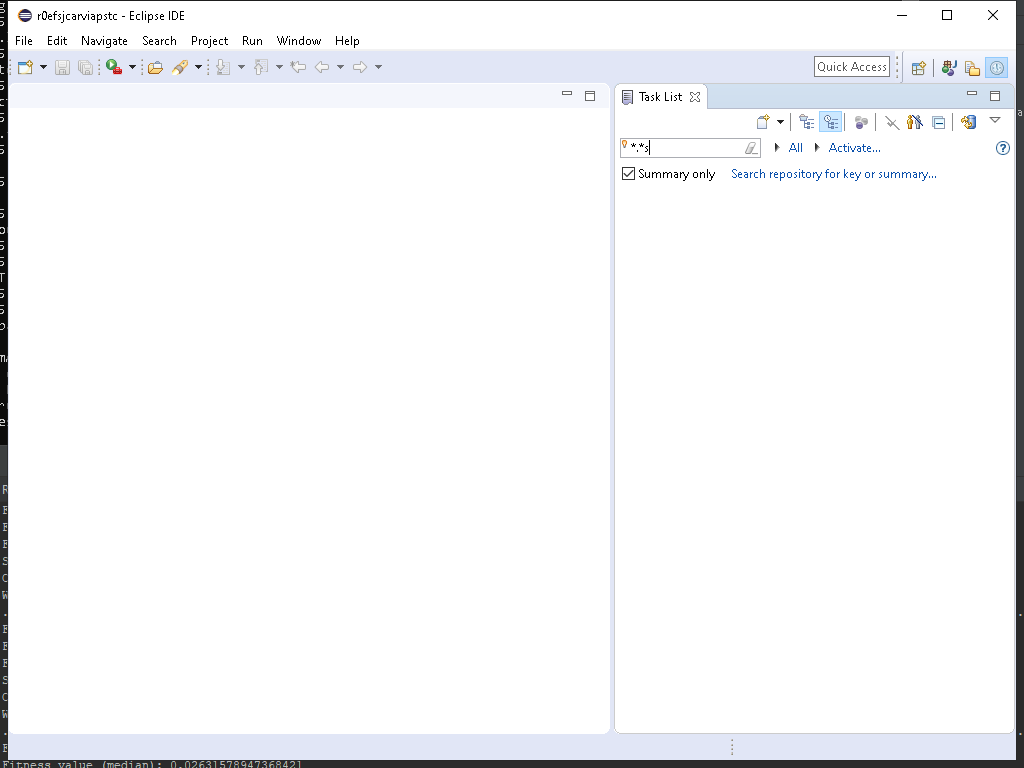 r0efsjcarviapstc - Eclipse IDE
File Edit Navigate Search Project Run Window Help
Quick Access
Task List
*.*s
All Activate...
Summary only Search repository for key or summary...
Fitness value (median): 0.02631578947368421